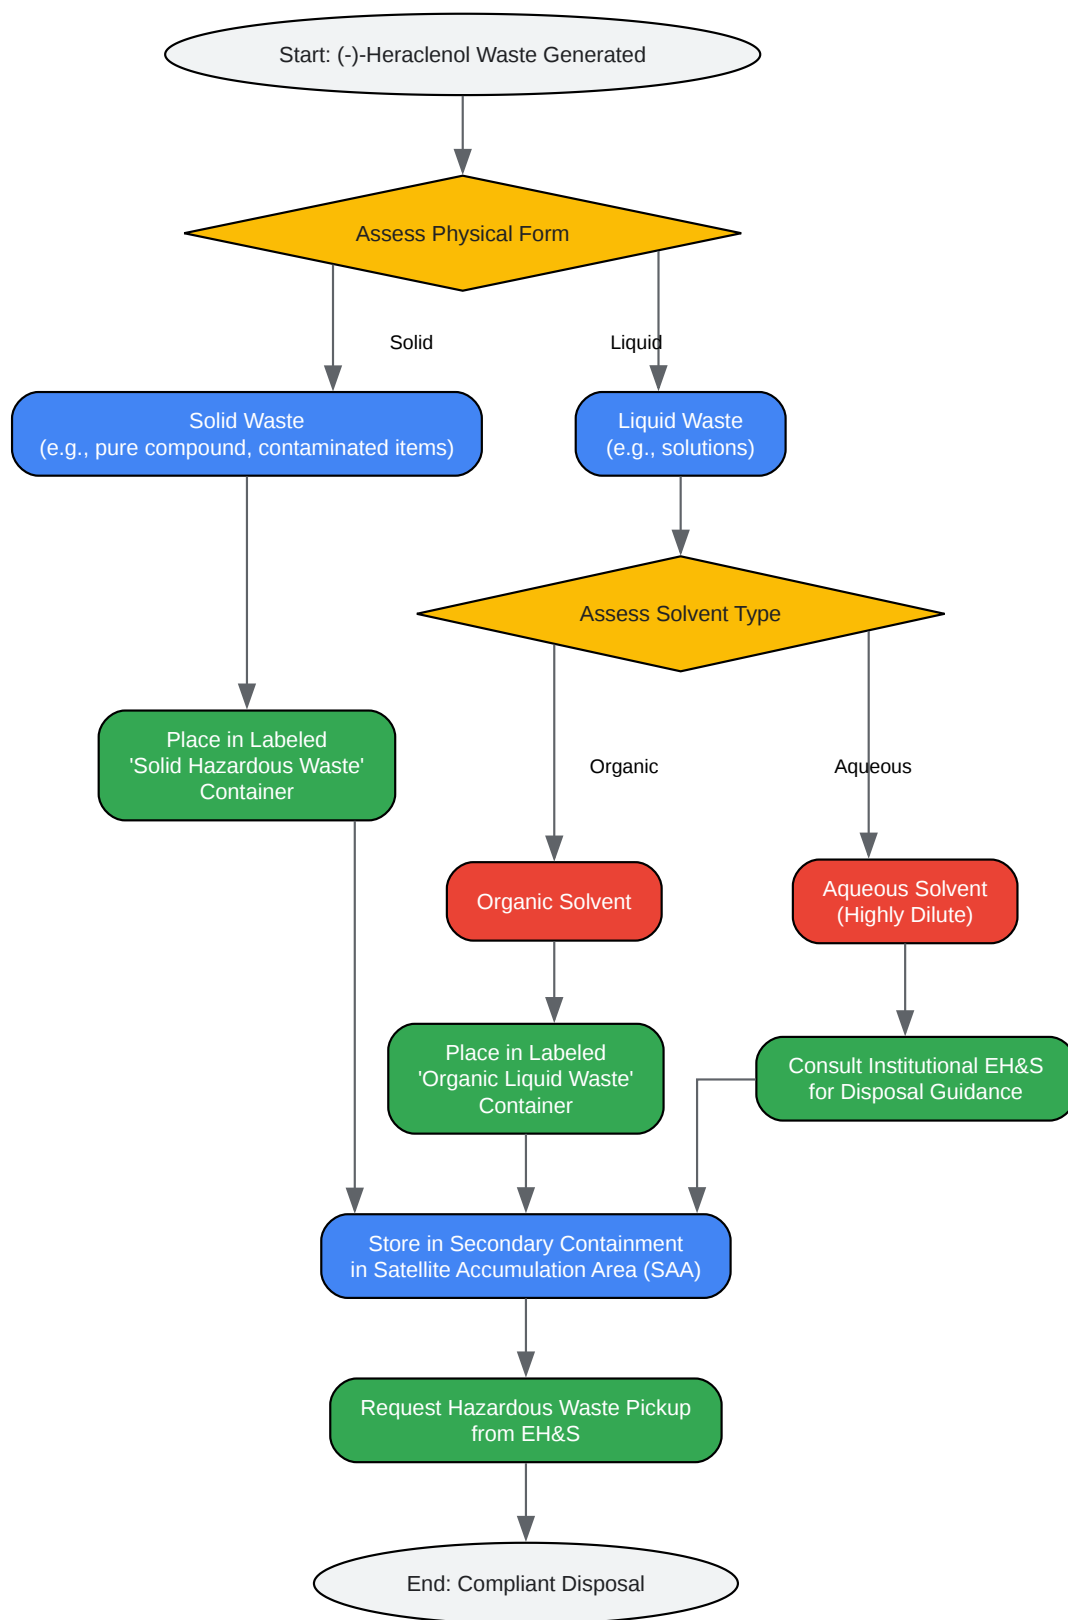 Start: (-)-Heraclenol Waste Generated
Assess Physical Form
Solid
Liquid
Solid Waste
(e.g., pure compound, contaminated items)
Liquid Waste
(e.g., solutions)
Assess Solvent Type
Place in Labeled
'Solid Hazardous Waste'
Container
Organic
Aqueous
Organic Solvent
Aqueous Solvent
(Highly Dilute)
Place in Labeled
'Organic Liquid Waste'
Container
Consult Institutional EH&S
for Disposal Guidance
Store in Secondary Containment
in Satellite Accumulation Area (SAA)
Request Hazardous Waste Pickup
from EH&S
End: Compliant Disposal